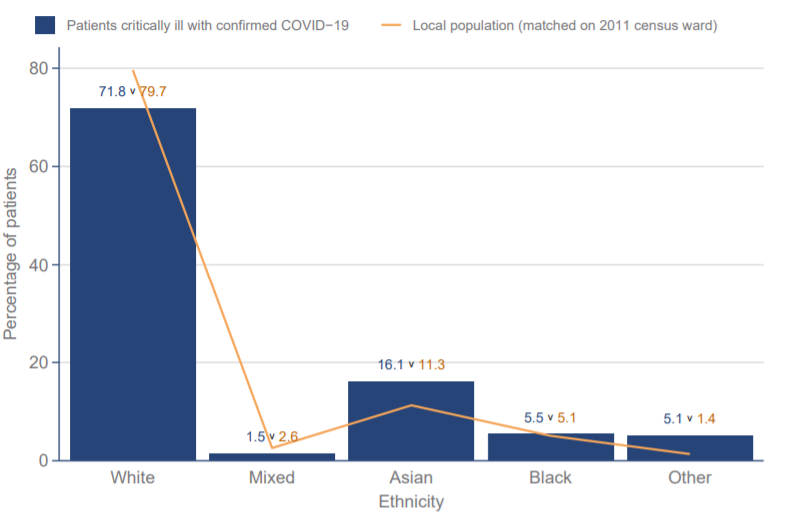 Patients critically ill with confirmed COVID−19 Local population (matched on 2011 census ward)
Percentage of patients
80
60
40
20
0
71.8 v 79.7
1.5 v 2.6
16.1 v 11.3
5.5 v 5.1
5.1 v 1.4
White Mixed Asian Black Other
Ethnicity